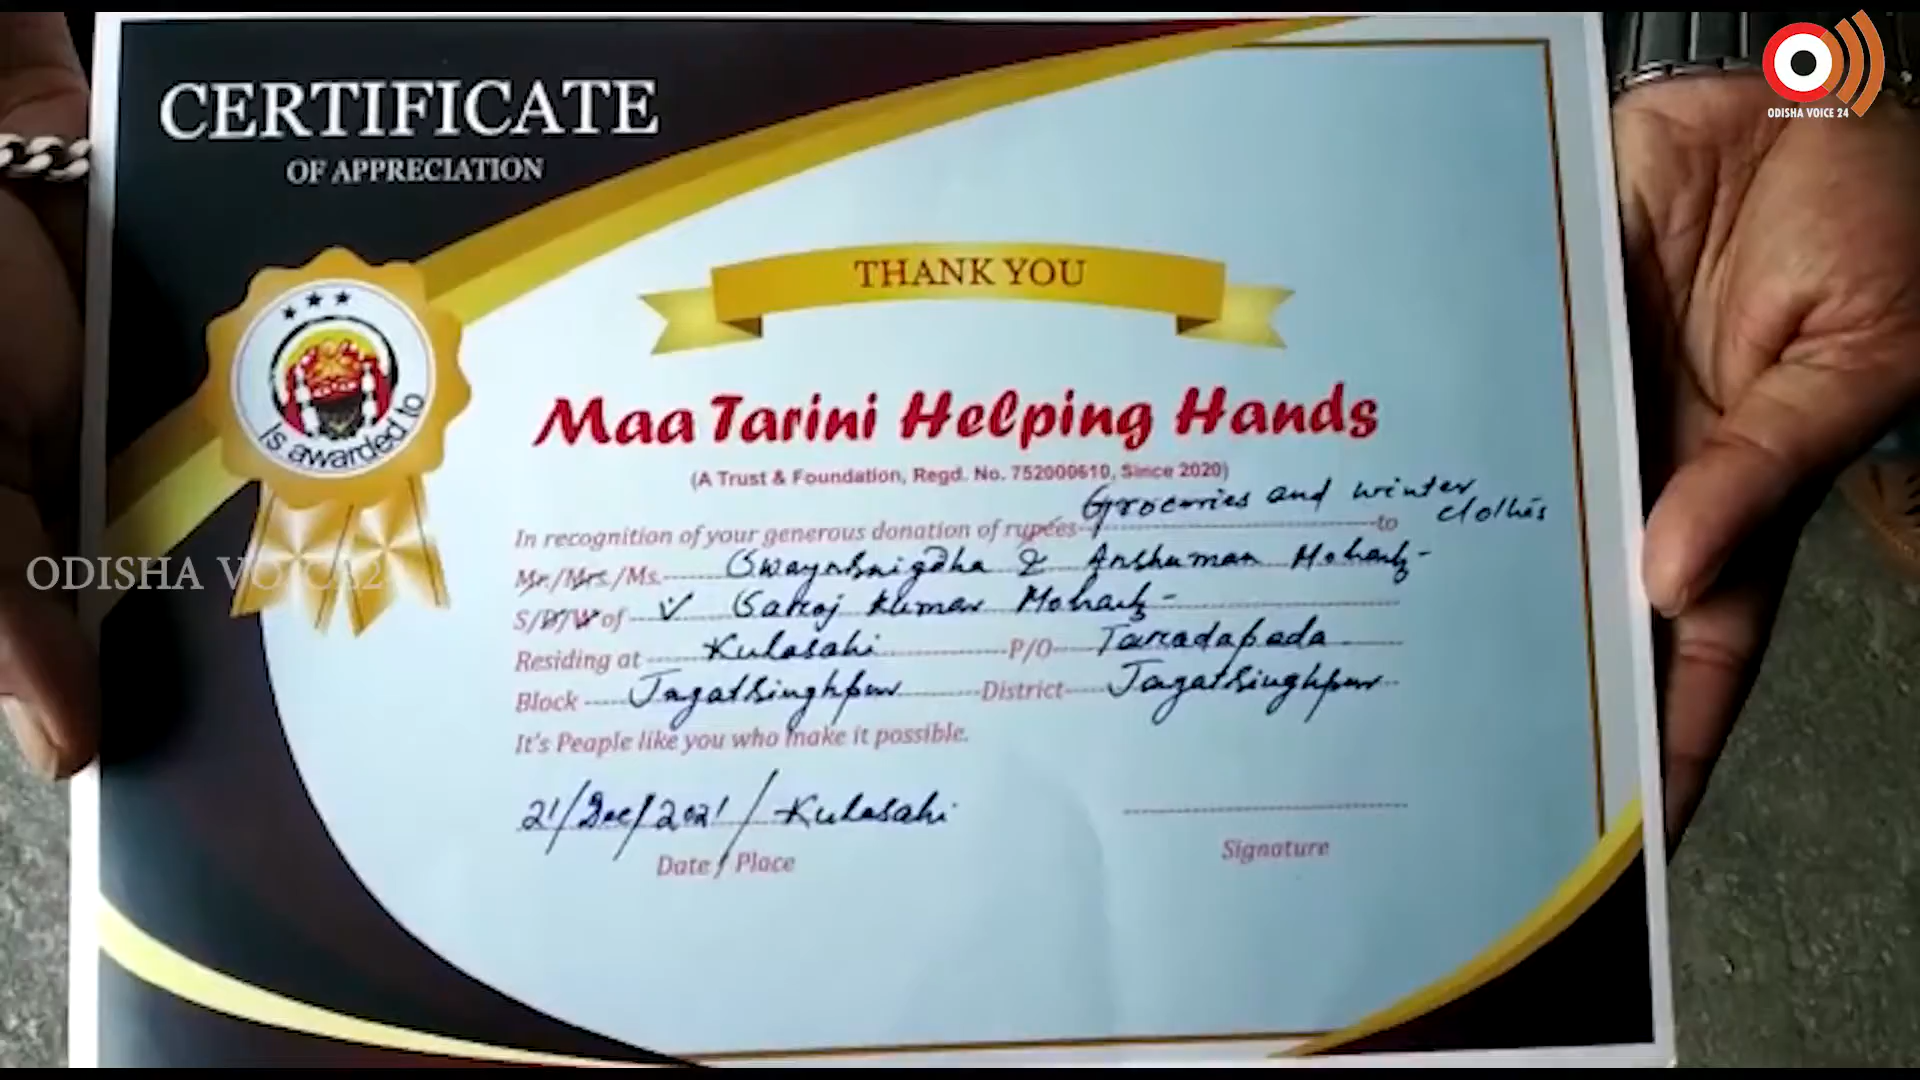 ODISHA VOICE 24
CERTIFICATE
OF APPRECIATION
THANK YOU
Is awarded to
Maa Tarini Helping Hands
(A Trust & Foundation, Regd. No. 752000610, Since 2020)
In recognition of your generous donation of rupees Groceries and winter clothes to
Mr./Mrs./Ms. & Anshuman Mohanty
S/D/W of Saroj Kumar Mohanty
Residing at Kulasahi P/O Taradapada
Block Jagatsinghpur District Jagatsinghpur
It's Peaple like you who make it possible.
21/Dec/2021/Kulasahi
Date / Place
Signature
ODISHA VOICE24